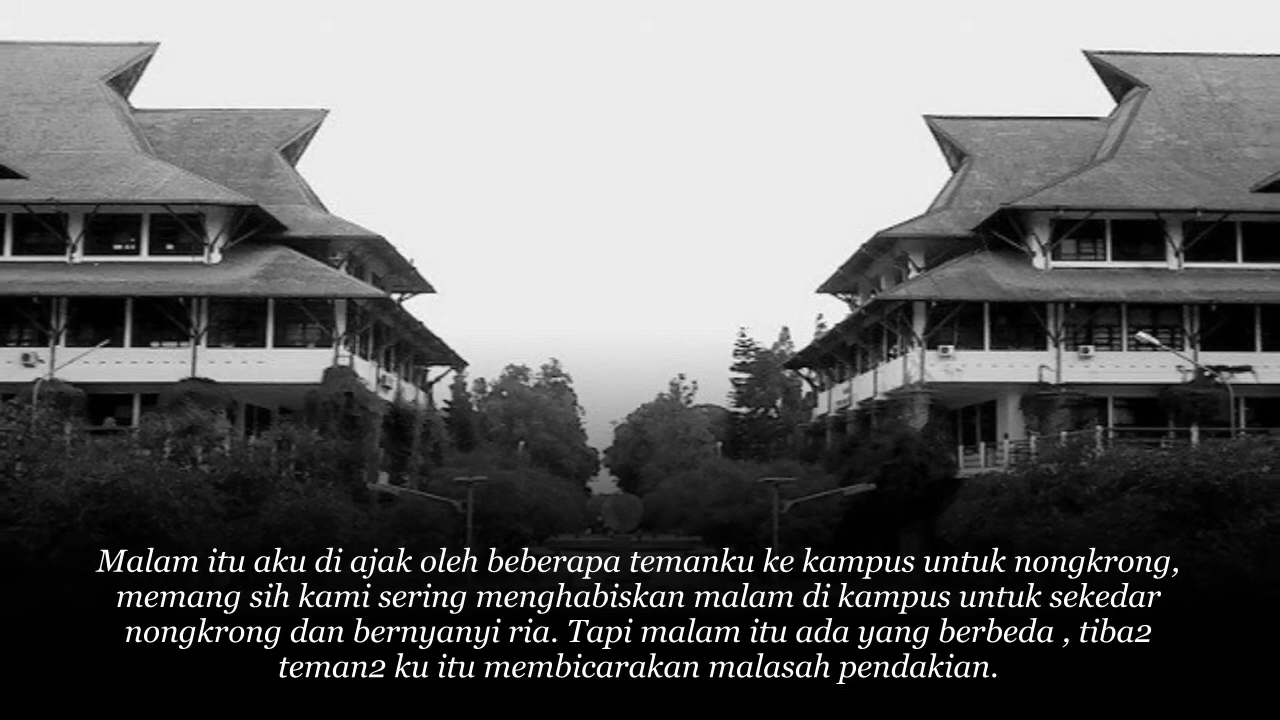 Malam itu aku di ajak oleh beberapa temanku ke kampus untuk nongkrong,
memang sih kami sering menghabiskan malam di kampus untuk sekedar
nongkrong dan bernyanyi ria. Tapi malam itu ada yang berbeda , tiba2
teman2 ku itu membicarakan malasah pendakian.